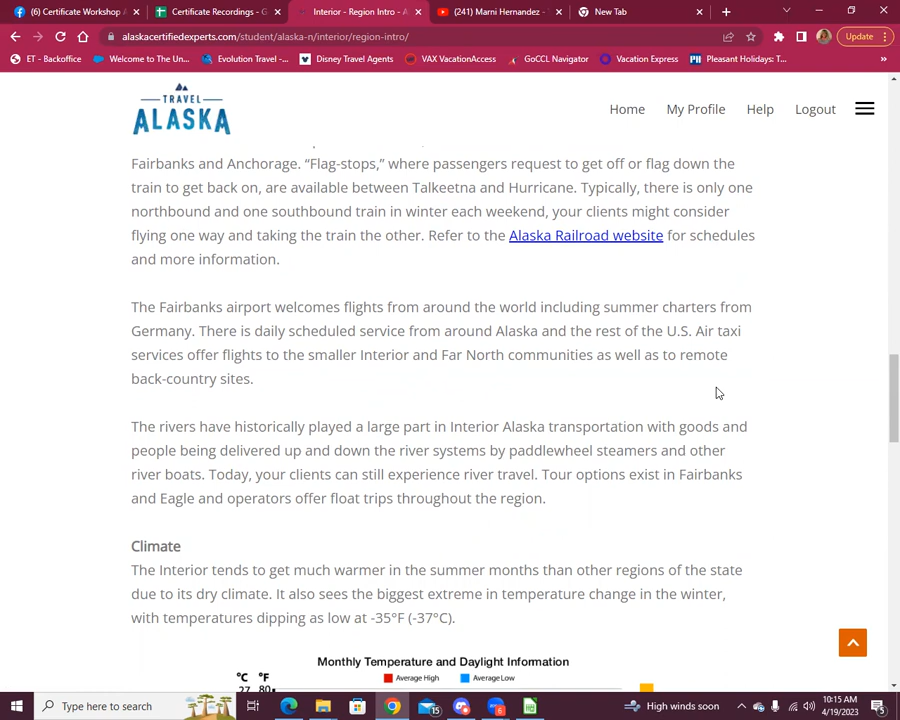 (6) Certificate Workshop A
Certificate Recordings - G
Interior - Region Intro - A
(241) Marni Hernandez - Y
New Tab
alaskacertifiedexperts.com/student/alaska-n/interior/region-intro/
Update
ET - Backoffice
Welcome to The Un...
Evolution Travel -...
Disney Travel Agents
VAX VacationAccess
GoCCL Navigator
Vacation Express
Pleasant Holidays: T...
TRAVEL
ALASKA
Home
My Profile
Help
Logout
Fairbanks and Anchorage. “Flag-stops,” where passengers request to get off or flag down the
train to get back on, are available between Talkeetna and Hurricane. Typically, there is only one
northbound and one southbound train in winter each weekend, your clients might consider
flying one way and taking the train the other. Refer to the Alaska Railroad website for schedules
and more information.
The Fairbanks airport welcomes flights from around the world including summer charters from
Germany. There is daily scheduled service from around Alaska and the rest of the U.S. Air taxi
services offer flights to the smaller Interior and Far North communities as well as to remote
back-country sites.
The rivers have historically played a large part in Interior Alaska transportation with goods and
people being delivered up and down the river systems by paddlewheel steamers and other
river boats. Today, your clients can still experience river travel. Tour options exist in Fairbanks
and Eagle and operators offer float trips throughout the region.
Climate
The Interior tends to get much warmer in the summer months than other regions of the state
due to its dry climate. It also sees the biggest extreme in temperature change in the winter,
with temperatures dipping as low at -35°F (-37°C).
Monthly Temperature and Daylight Information
°C °F
Average High
Average Low
27 80
Type here to search
15
6
High winds soon
10:15 AM
4/19/2023
5